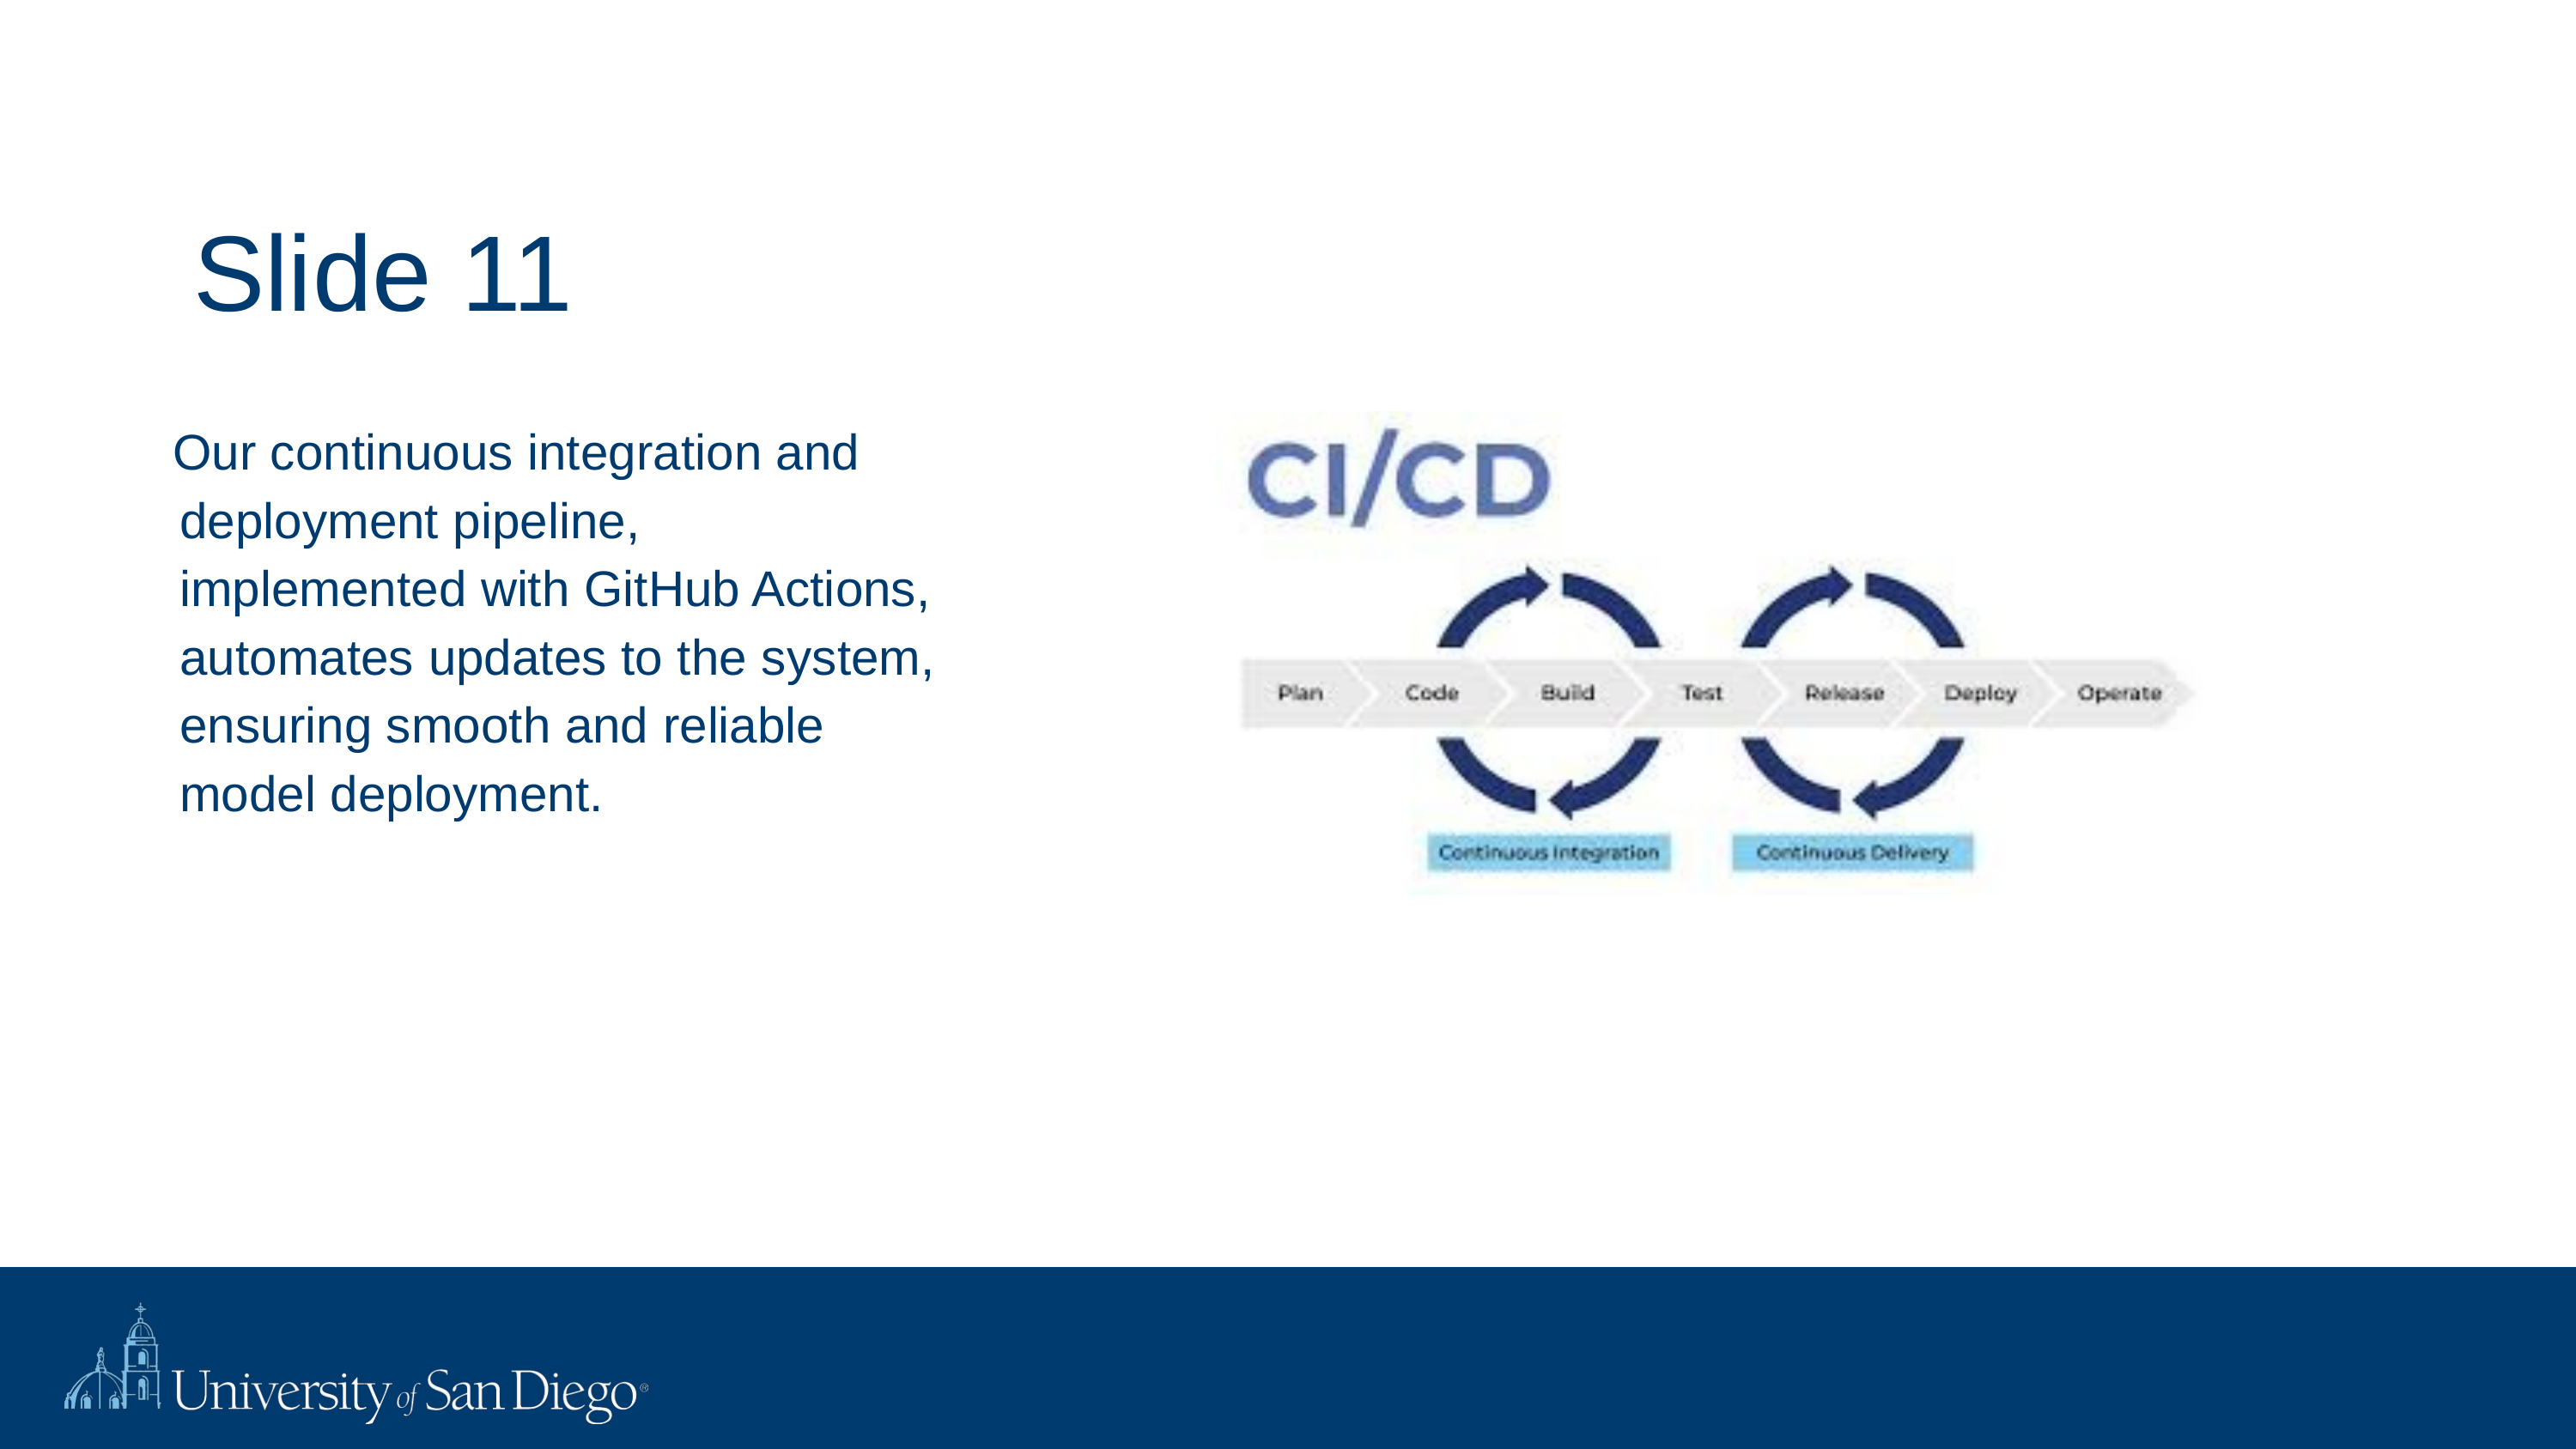 Slide 11
Our continuous integration and
deployment pipeline,
implemented with GitHub Actions,
automates updates to the system,
ensuring smooth and reliable
model deployment.
CI/CD
Plan Code Build Test Release Deploy Operate
Continuous Integration Continuous Delivery
University of San Diego®